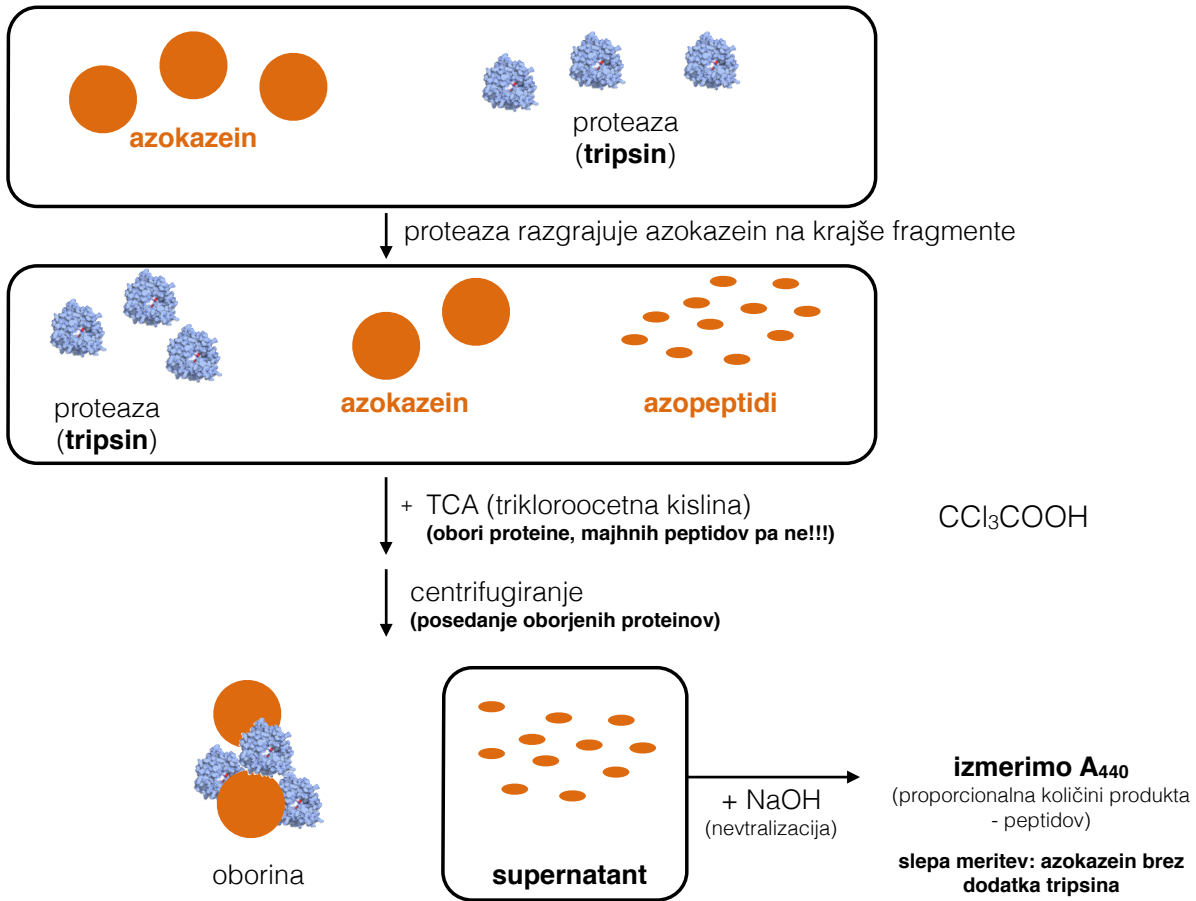 azokazein
proteaza
(tripsin)
proteaza razgrajuje azokazein na krajše fragmente
proteaza
(tripsin)
azokazein
azopeptidi
+ TCA (trikloroocetna kislina)
(obori proteine, majhnih peptidov pa ne!!!)
CCl₃COOH
centrifugiranje
(posedanje oborjenih proteinov)
oborina
supernatant
+ NaOH
(nevtralizacija)
izmerimo A₄₄₀
(proporcionalna količini produkta
- peptidov)
slepa meritev: azokazein brez
dodatka tripsina